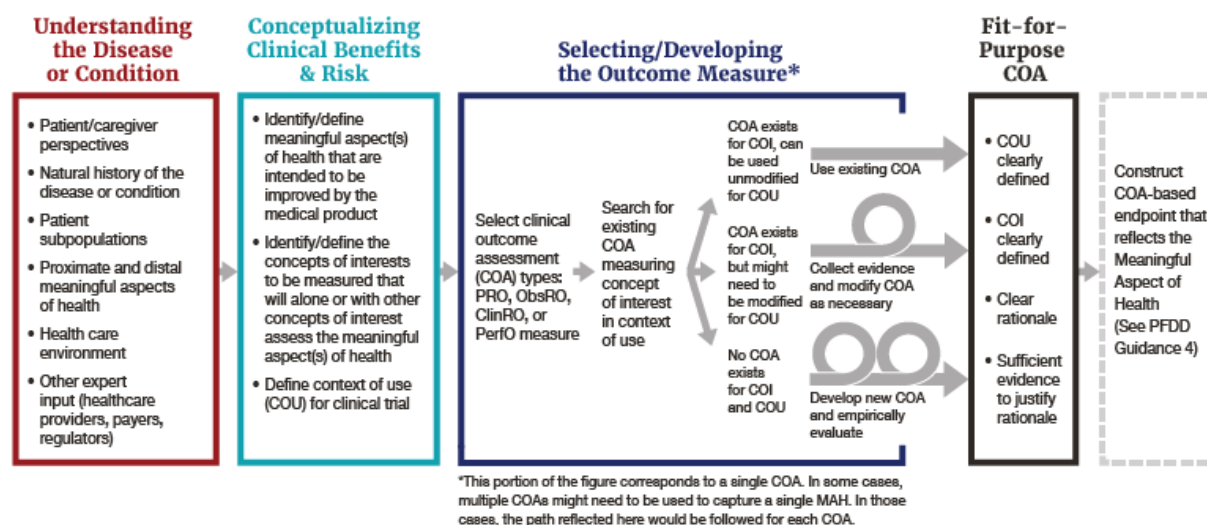 Understanding
the Disease
or Condition
• Patient/caregiver
perspectives
• Natural history of the
disease or condition
• Patient
subpopulations
• Proximate and distal
meaningful aspects
of health
• Health care
environment
• Other expert
input (healthcare
providers, payers,
regulators)
Conceptualizing
Clinical Benefits
& Risk
• Identify/define
meaningful aspect(s)
of health that are
intended to be
improved by the
medical product
• Identify/define the
concepts of interests
to be measured that
will alone or with other
concepts of interest
assess the meaningful
aspect(s) of health
• Define context of use
(COU) for clinical trial
Selecting/Developing
the Outcome Measure*
Select clinical
outcome
assessment
(COA) types:
PRO, ObsRO,
ClinRO, or
PerfO measure
Search for
existing
COA
measuring
concept
of interest
in context
of use
COA exists
for COI, can
be used
unmodified
for COU
Use existing COA
COA exists
for COI,
but might
need to
be modified
for COU
Collect evidence
and modify COA
as necessary
No COA
exists
for COI
and COU
Develop new COA
and empirically
evaluate
Fit-for-
Purpose
COA
• COU
clearly
defined
• COI
clearly
defined
• Clear
rationale
• Sufficient
evidence
to justify
rationale
Construct
COA-based
endpoint that
reflects the
Meaningful
Aspect of
Health
(See PFDD
Guidance 4)
*This portion of the figure corresponds to a single COA. In some cases,
multiple COAs might need to be used to capture a single MAH. In those
cases, the path reflected here would be followed for each COA.